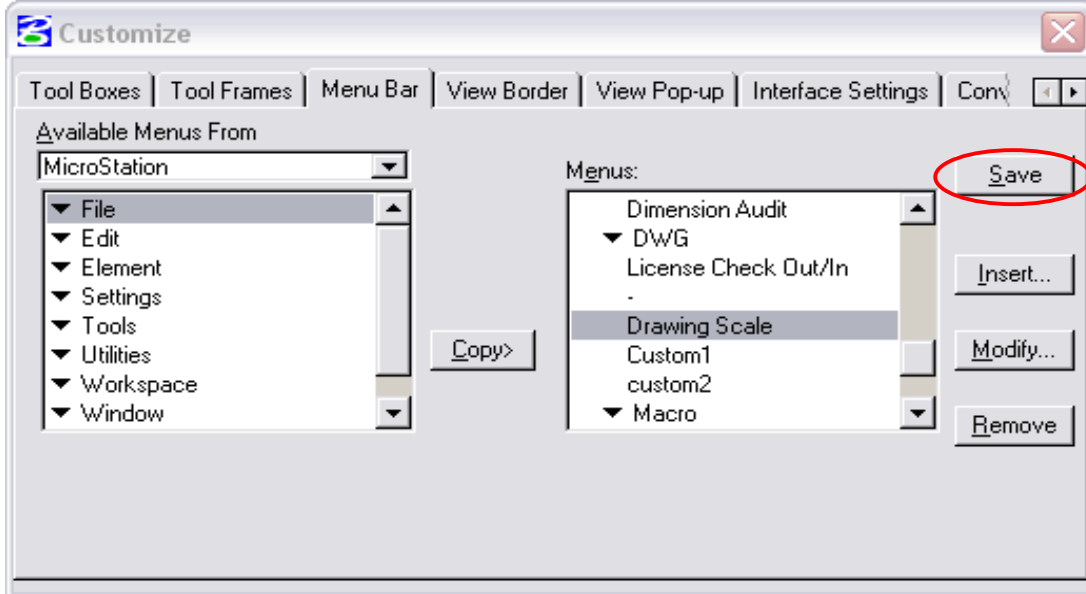 Customize
Tool Boxes Tool Frames Menu Bar View Border View Pop-up Interface Settings Conv
Available Menus From
MicroStation
File
Edit
Element
Settings
Tools
Utilities
Workspace
Window
Copy>
Menus:
Dimension Audit
DWG
License Check Out/In
-
Drawing Scale
Custom1
custom2
Macro
Save
Insert...
Modify...
Remove